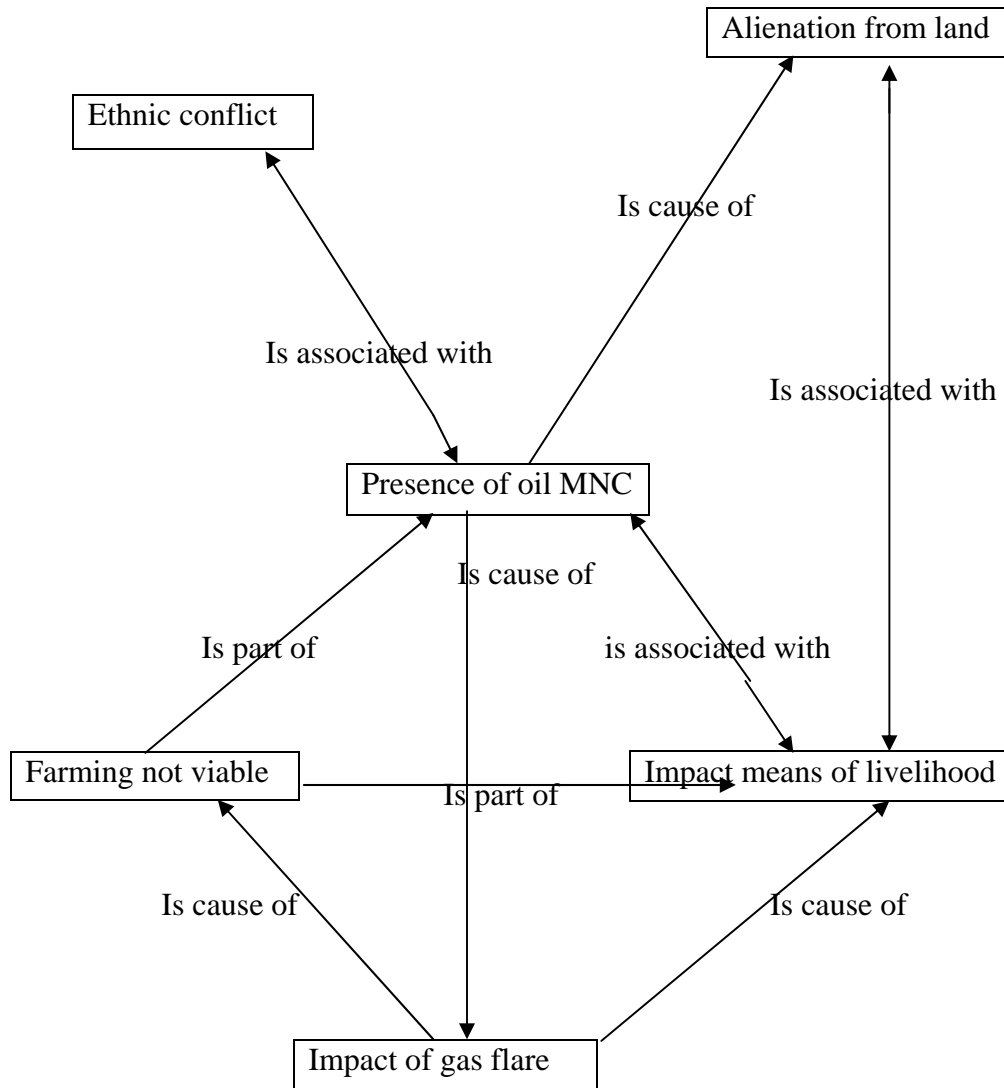 Alienation from land
Ethnic conflict
Is cause of
Is associated with
Is associated with
Presence of oil MNC
Is cause of
Is part of
is associated with
Farming not viable
Impact means of livelihood
Is part of
Is cause of
Is cause of
Impact of gas flare